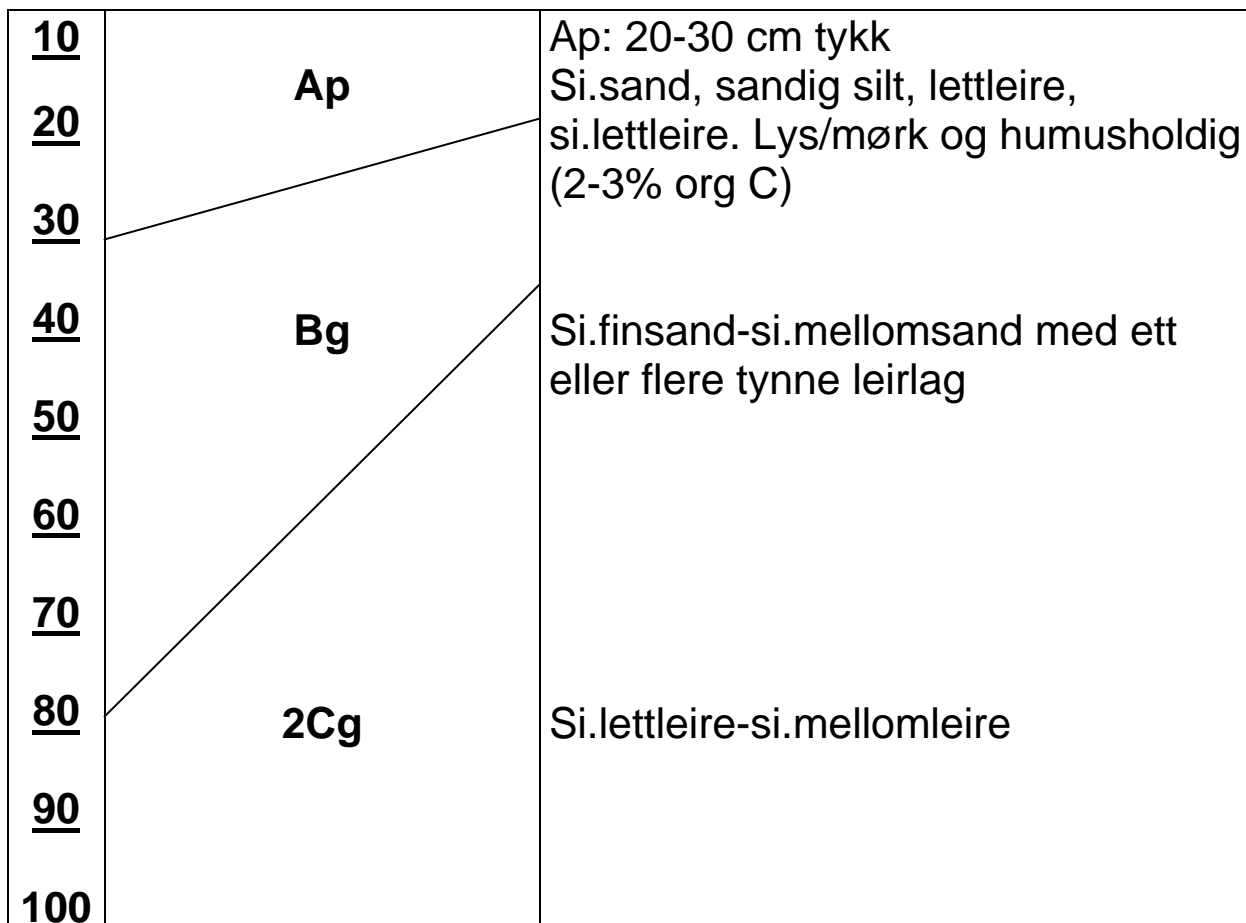 10
Ap: 20-30 cm tykk
Ap
Si.sand, sandig silt, lettleire,
20
si.lettleire. Lys/mørk og humusholdig
(2-3% org C)
30
40
Bg
Si.finsand-si.mellomsand med ett
eller flere tynne leirlag
50
60
70
80
2Cg
Si.lettleire-si.mellomleire
90
100